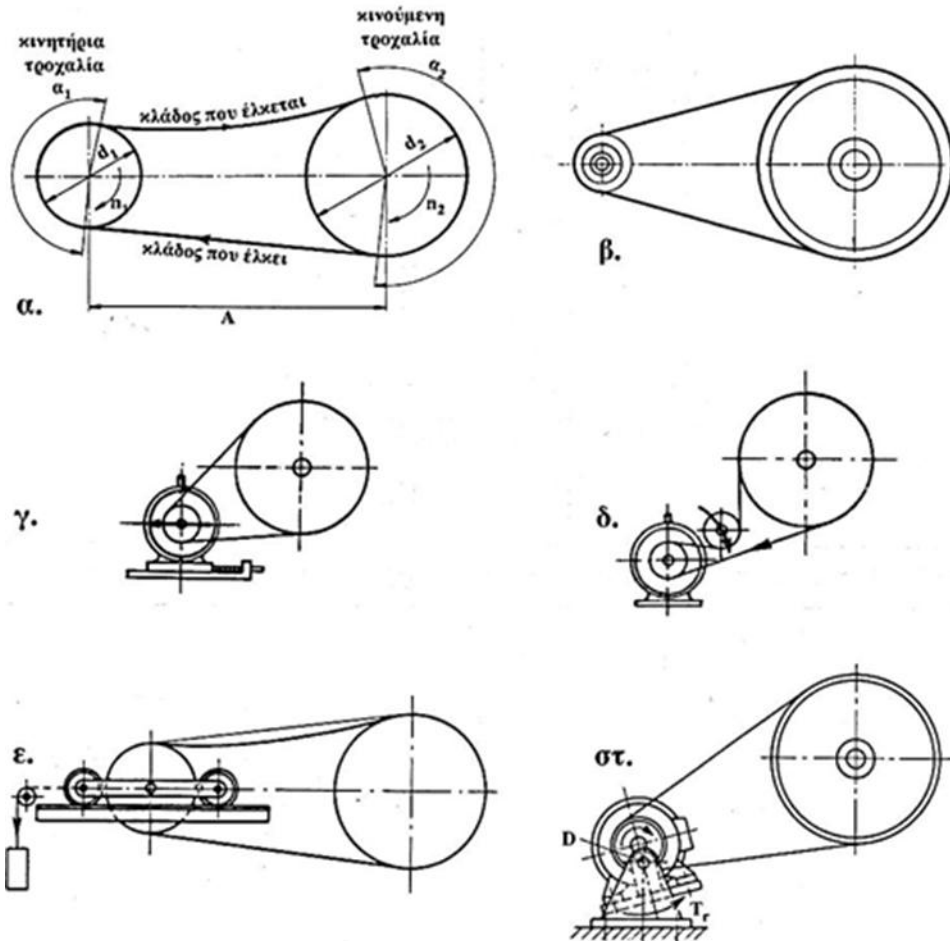 κινητήρια
τροχαλία
α₁
κινούμενη
τροχαλία
α₂
κλάδος που έλκεται
d₁
d₂
n₁
n₂
κλάδος που έλκει
A
α.
β.
γ.
δ.
ε.
στ.
D
Tr